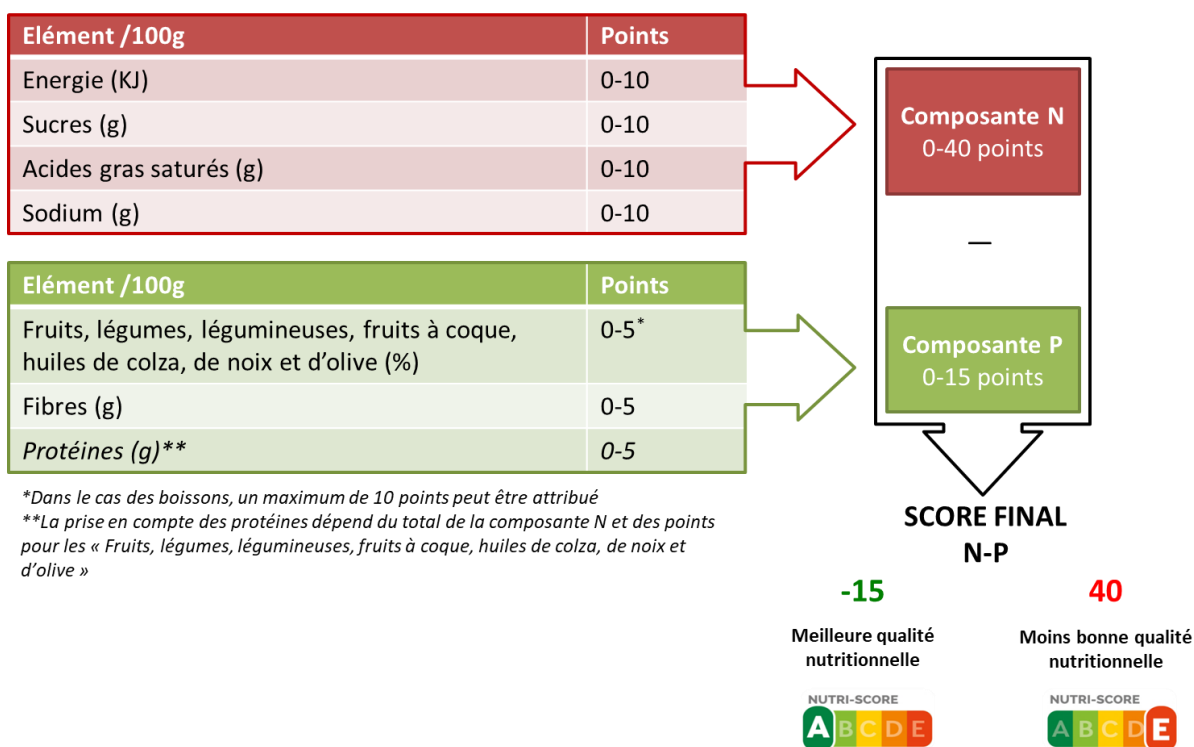 Elément /100g Points
Energie (KJ) 0-10
Sucres (g) 0-10
Acides gras saturés (g) 0-10
Sodium (g) 0-10
Elément /100g Points
Fruits, légumes, légumineuses, fruits à coque, 0-5*
huiles de colza, de noix et d’olive (%)
Fibres (g) 0-5
Protéines (g)** 0-5
*Dans le cas des boissons, un maximum de 10 points peut être attribué
**La prise en compte des protéines dépend du total de la composante N et des points
pour les « Fruits, légumes, légumineuses, fruits à coque, huiles de colza, de noix et
d’olive »
Composante N
0-40 points
—
Composante P
0-15 points
SCORE FINAL
N-P
-15
Meilleure qualité
nutritionnelle
NUTRI-SCORE
A B C D E
40
Moins bonne qualité
nutritionnelle
NUTRI-SCORE
A B C D E